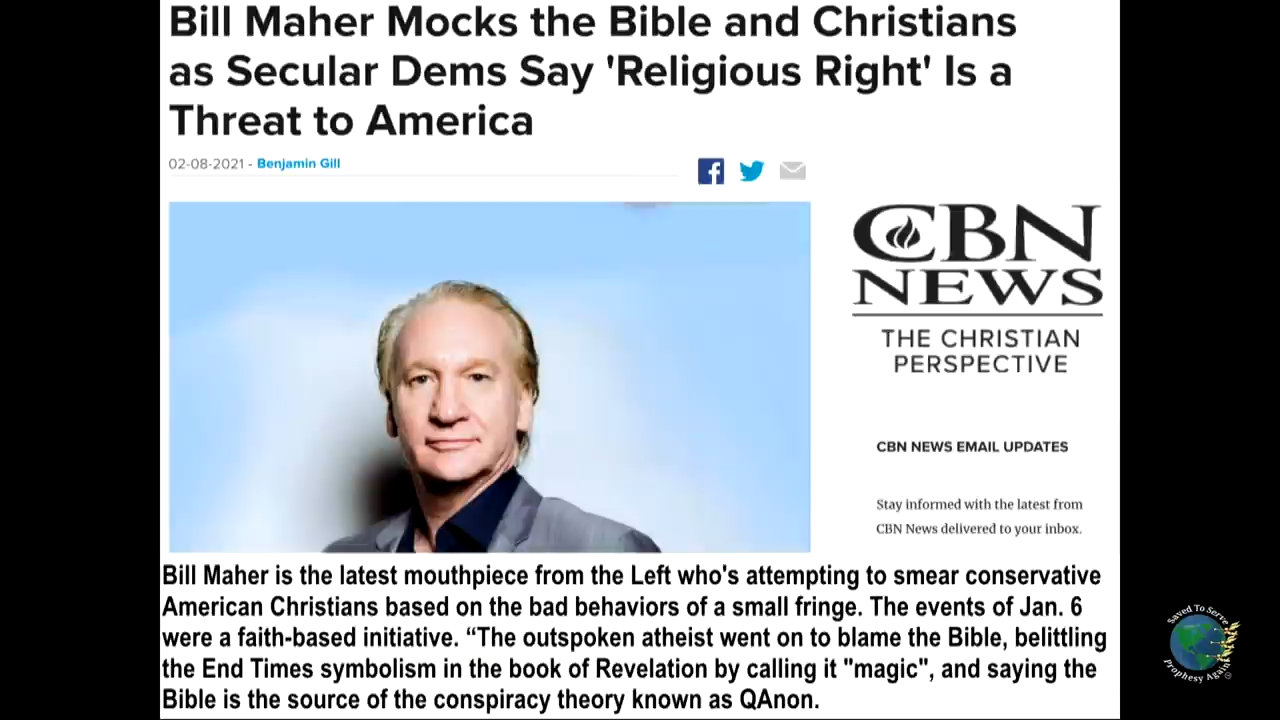 Bill Maher Mocks the Bible and Christians
as Secular Dems Say 'Religious Right' Is a
Threat to America
02-08-2021 - Benjamin Gill
CBN
NEWS
THE CHRISTIAN
PERSPECTIVE
CBN NEWS EMAIL UPDATES
Stay informed with the latest from
CBN News delivered to your inbox.
Bill Maher is the latest mouthpiece from the Left who's attempting to smear conservative
American Christians based on the bad behaviors of a small fringe. The events of Jan. 6
were a faith-based initiative. “The outspoken atheist went on to blame the Bible, belittling
the End Times symbolism in the book of Revelation by calling it "magic", and saying the
Bible is the source of the conspiracy theory known as QAnon.
Saved To Serve
Prophesy Again